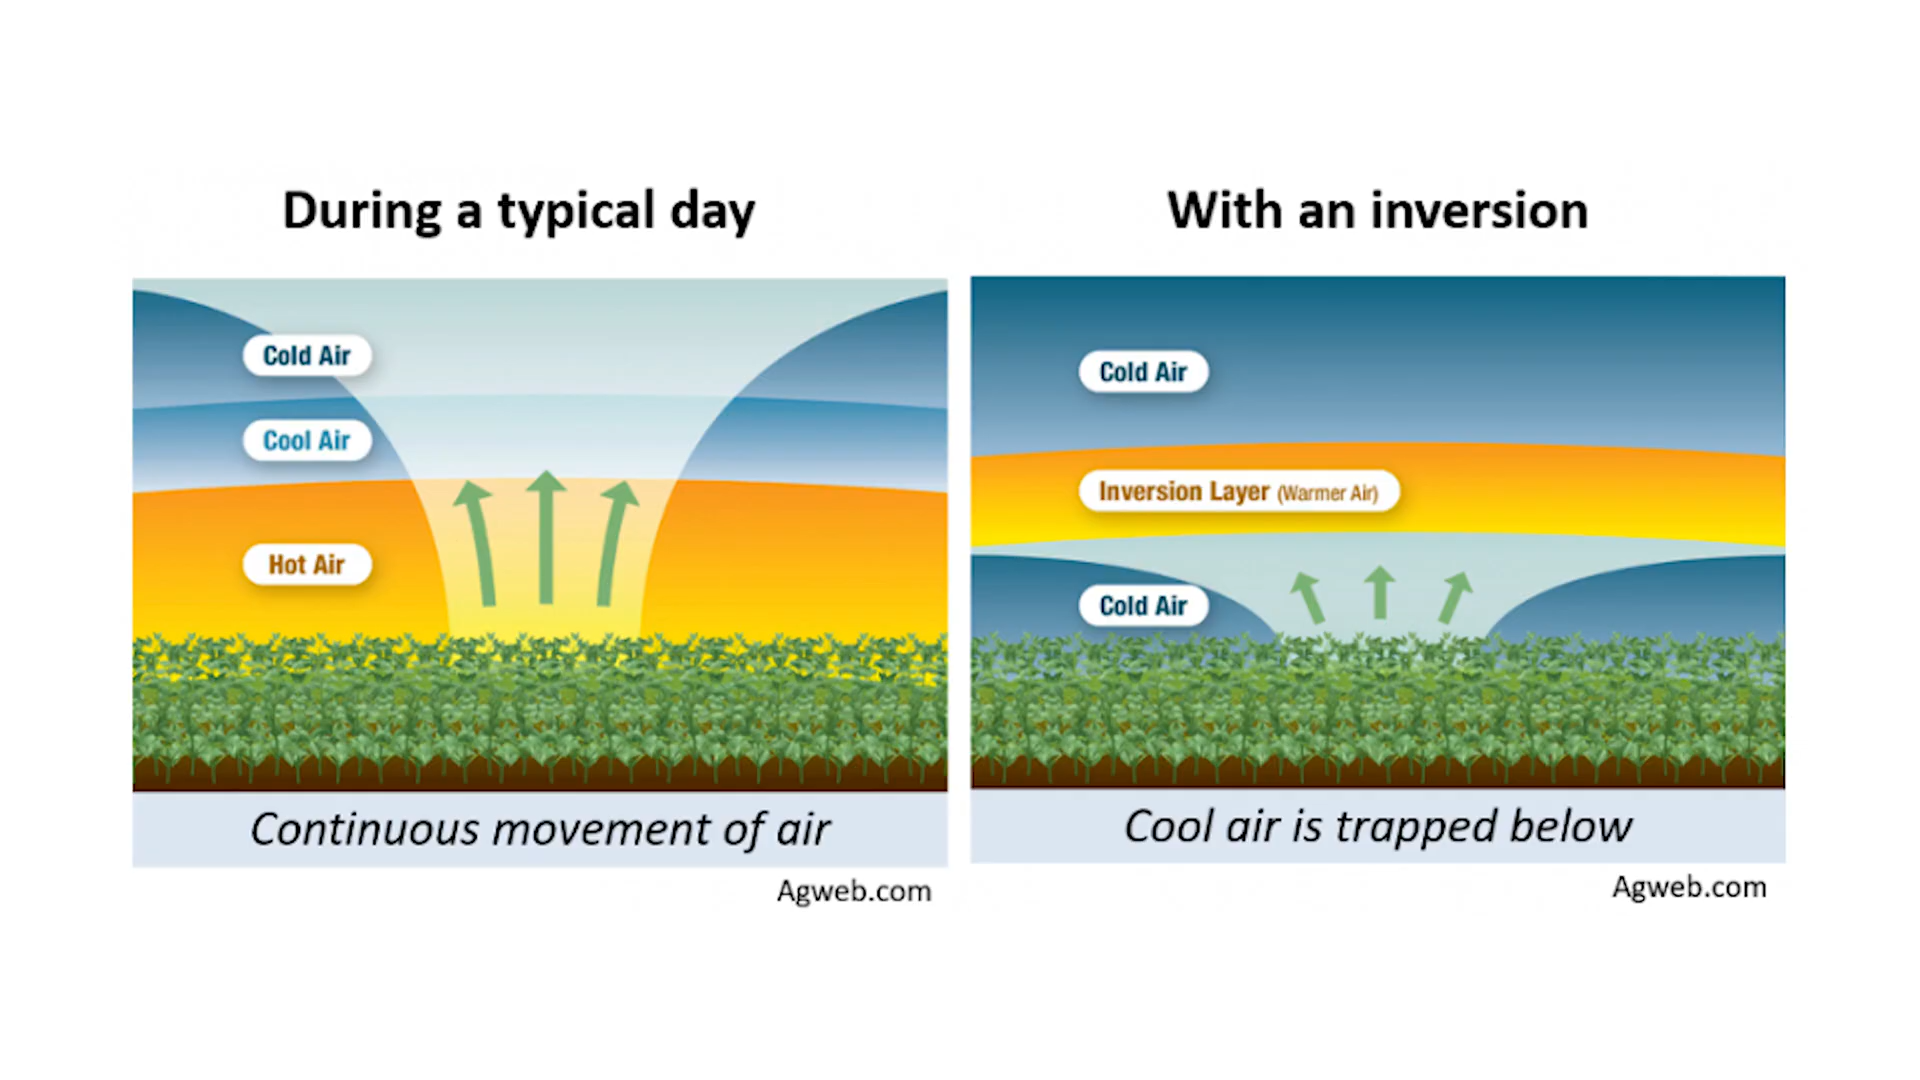 During a typical day
Cold Air
Cool Air
Hot Air
Continuous movement of air
Agweb.com
With an inversion
Cold Air
Inversion Layer (Warmer Air)
Cold Air
Cool air is trapped below
Agweb.com